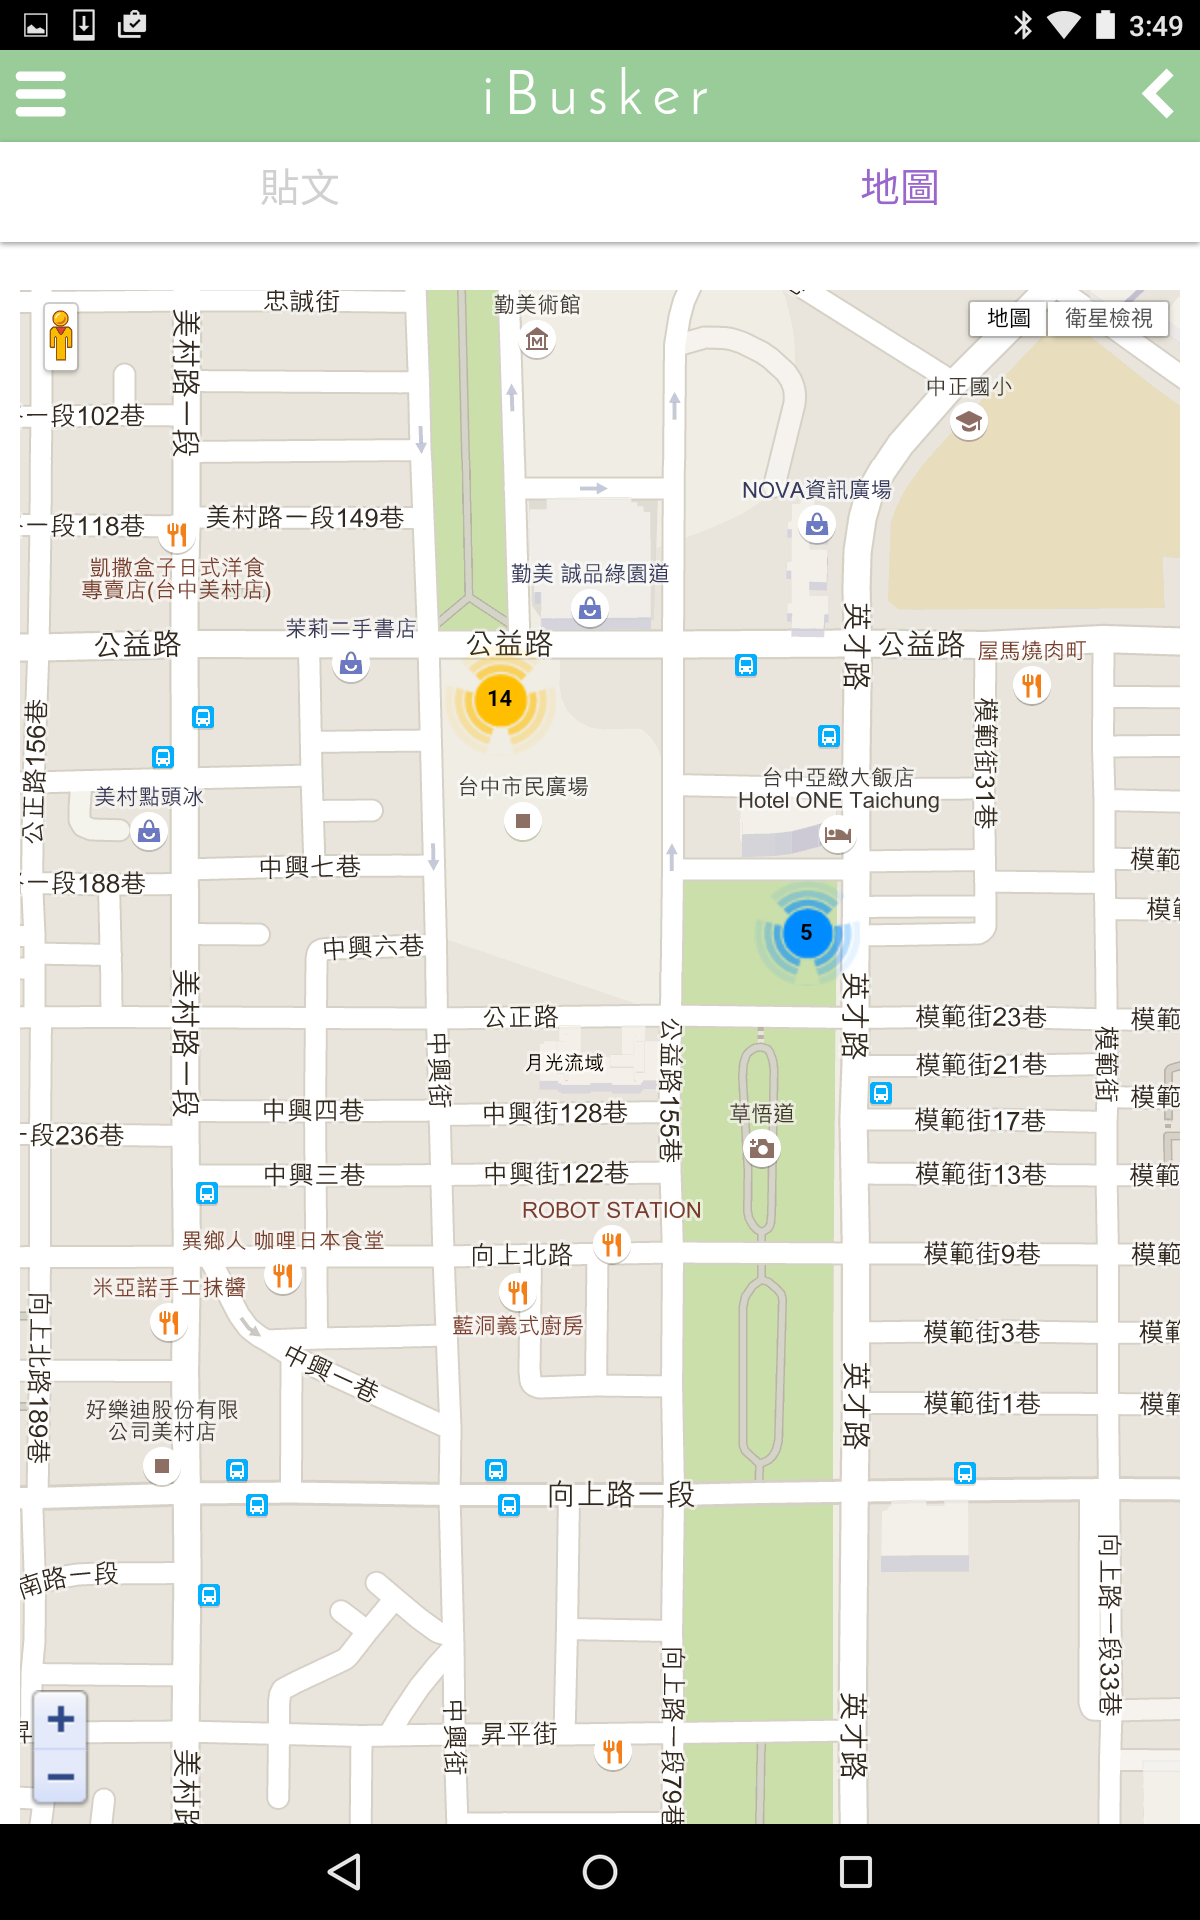 3:49
iBusker
貼文
地圖
忠誠街
勤美術館
地圖
衛星檢視
美村路一段
一段102巷
中正國小
NOVA資訊廣場
一段118巷
美村路一段149巷
凱撒盒子日式洋食
專賣店(台中美村店)
勤美 誠品綠園道
茉莉二手書店
公益路
公益路
英才路
公益路
屋馬燒肉町
14
公正路156巷
模範街31巷
美村點頭冰
台中市民廣場
台中亞緻大飯店
Hotel ONE Taichung
中興七巷
一段188巷
模範
模範
5
中興六巷
美村路一段
英才路
公正路
模範街23巷
模範
中興街
月光流域
公益路155巷
模範街21巷
模範街
模範
中興四巷
中興街128巷
草悟道
模範街17巷
一段236巷
中興三巷
中興街122巷
模範街13巷
模範
ROBOT STATION
異鄉人 咖哩日本食堂
向上北路
模範街9巷
模範
米亞諾手工抹醬
藍洞義式廚房
向上北路189巷
模範街3巷
模範
中興一巷
英才路
好樂迪股份有限
公司美村店
模範街1巷
模範
向上路一段
南路一段
向上路一段33巷
向上路一段79巷
中興街
昇平街
英才路
美村路
+
−